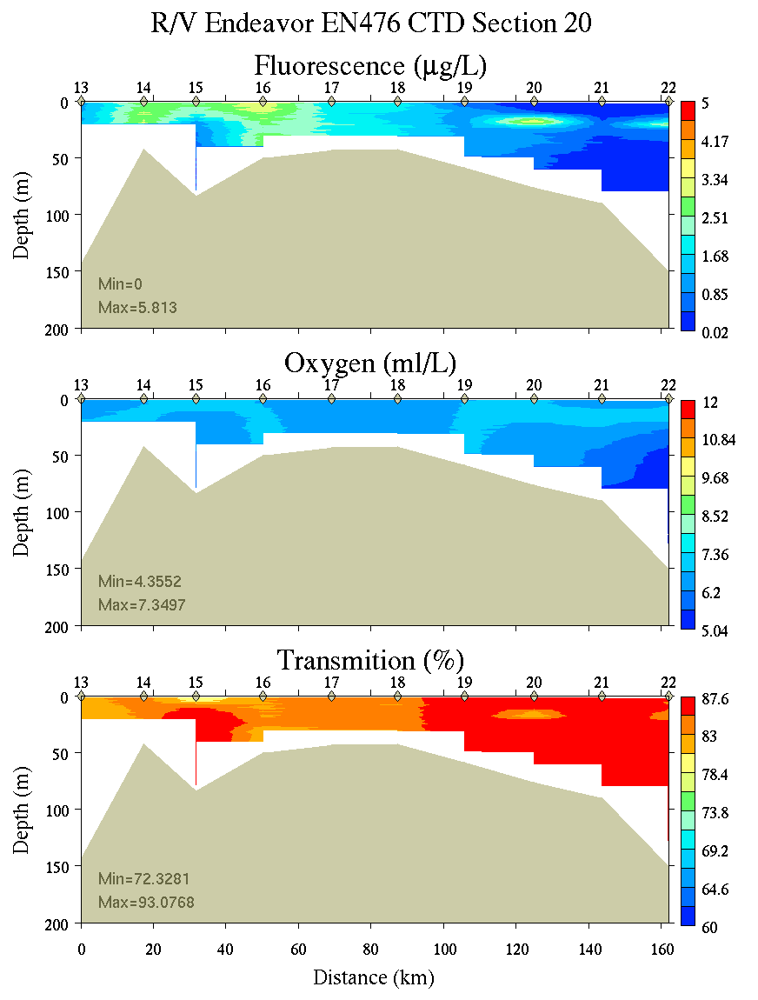 R/V Endeavor EN476 CTD Section 20
Fluorescence (µg/L)
13 14 15 16 17 18 19 20 21 22
0
50
100
150
200
Depth (m)
Min=0
Max=5.813
5
4.17
3.34
2.51
1.68
0.85
0.02
Oxygen (ml/L)
13 14 15 16 17 18 19 20 21 22
0
50
100
150
200
Depth (m)
Min=4.3552
Max=7.3497
12
10.84
9.68
8.52
7.36
6.2
5.04
Transmition (%)
13 14 15 16 17 18 19 20 21 22
0
50
100
150
200
Depth (m)
Min=72.3281
Max=93.0768
87.6
83
78.4
73.8
69.2
64.6
60
0 20 40 60 80 100 120 140 160
Distance (km)